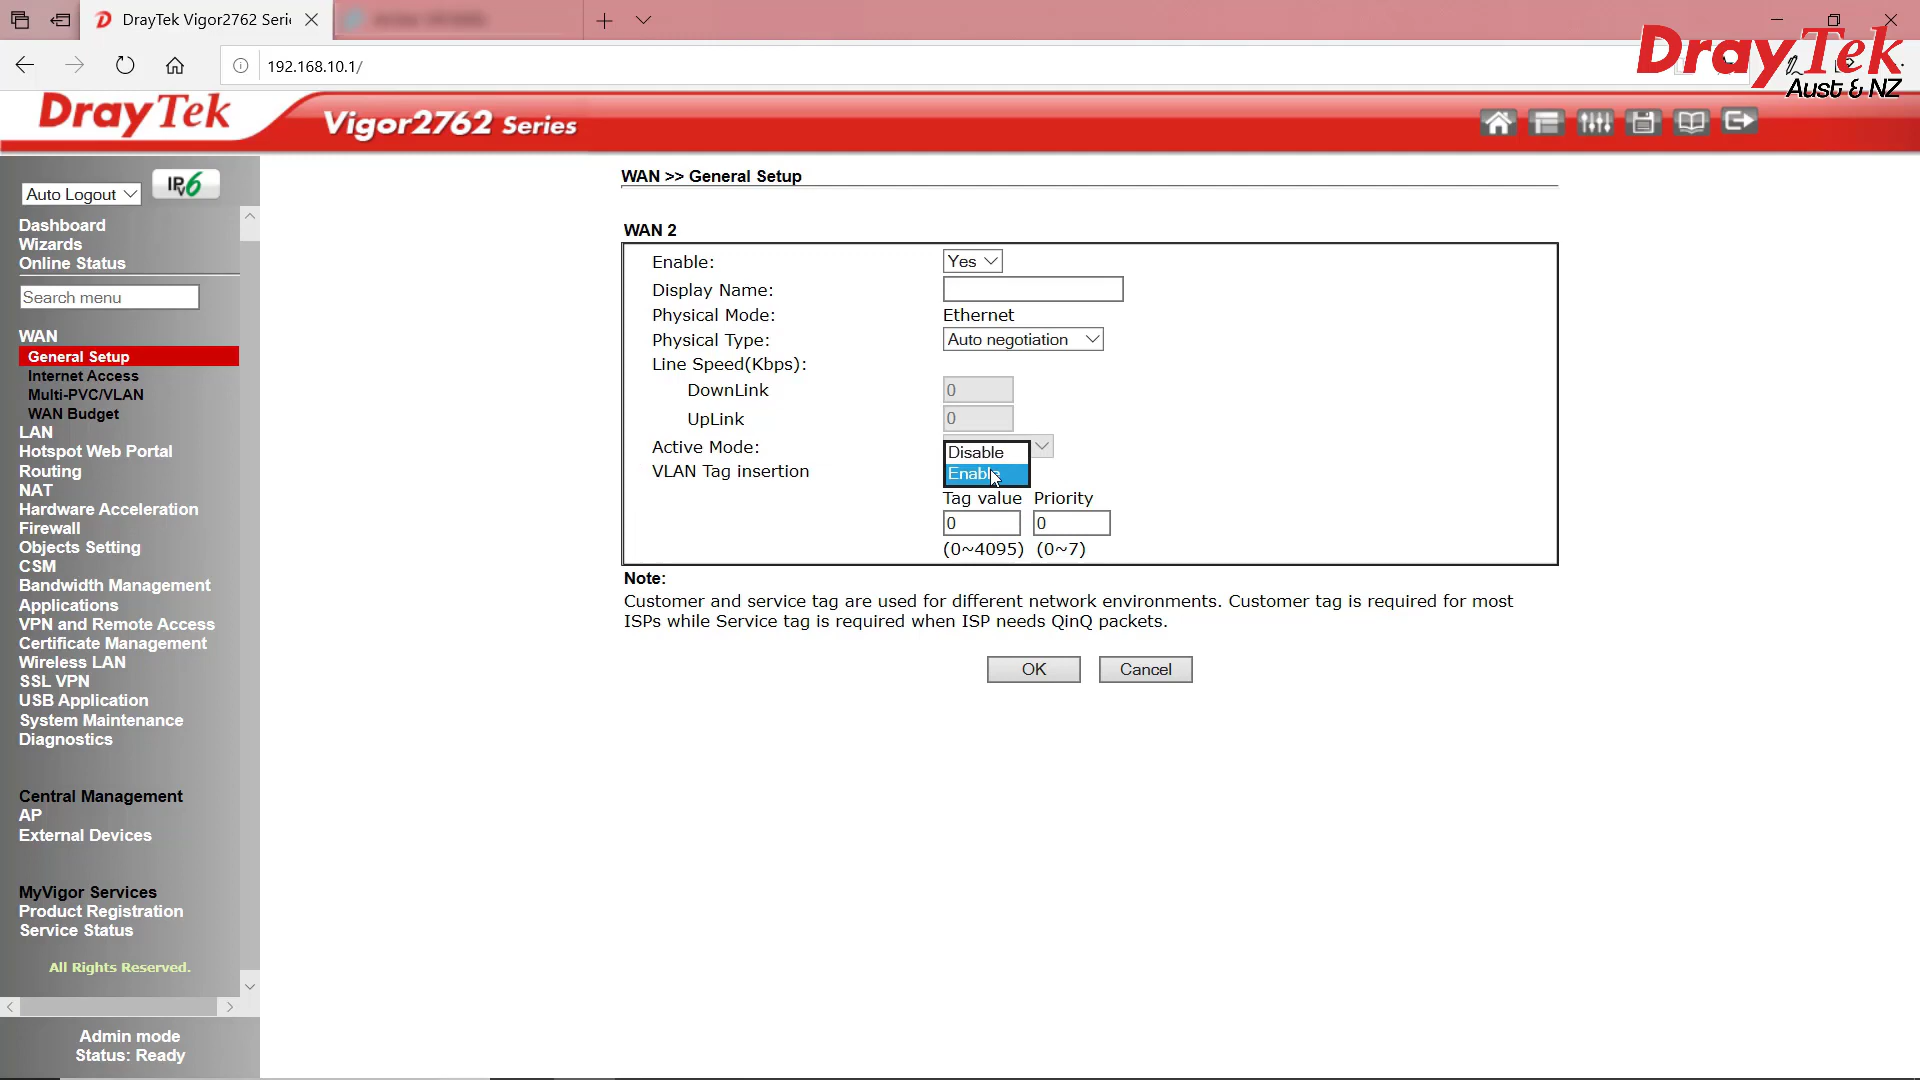 DrayTek Vigor2762 Serie
192.168.10.1/
DrayTek
Aust & NZ
DrayTek
Vigor2762 Series
Auto Logout
IPv6
Dashboard
Wizards
Online Status
Search menu
WAN
General Setup
Internet Access
Multi-PVC/VLAN
WAN Budget
LAN
Hotspot Web Portal
Routing
NAT
Hardware Acceleration
Firewall
Objects Setting
CSM
Bandwidth Management
Applications
VPN and Remote Access
Certificate Management
Wireless LAN
SSL VPN
USB Application
System Maintenance
Diagnostics
Central Management
AP
External Devices
MyVigor Services
Product Registration
Service Status
All Rights Reserved.
Admin mode
Status: Ready
WAN >> General Setup
WAN 2
Enable: Yes
Display Name:
Physical Mode: Ethernet
Physical Type: Auto negotiation
Line Speed(Kbps):
DownLink 0
UpLink 0
Active Mode:
Disable
VLAN Tag insertion Enable
Tag value Priority
0 0
(0~4095) (0~7)
Note:
Customer and service tag are used for different network environments. Customer tag is required for most
ISPs while Service tag is required when ISP needs QinQ packets.
OK Cancel